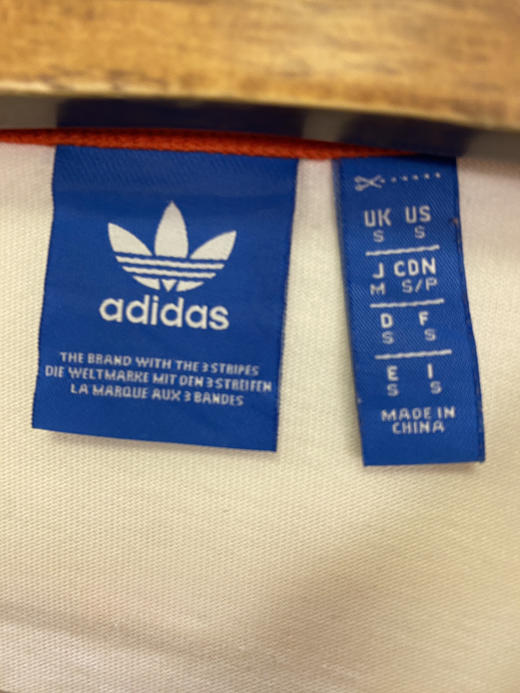 adidas
THE BRAND WITH THE 3 STRIPES
DIE WELTMARKE MIT DEN 3 STREIFEN
LA MARQUE AUX 3 BANDES
UK US
S S
J CDN
M S/P
D F
S S
E I
S S
MADE IN
CHINA